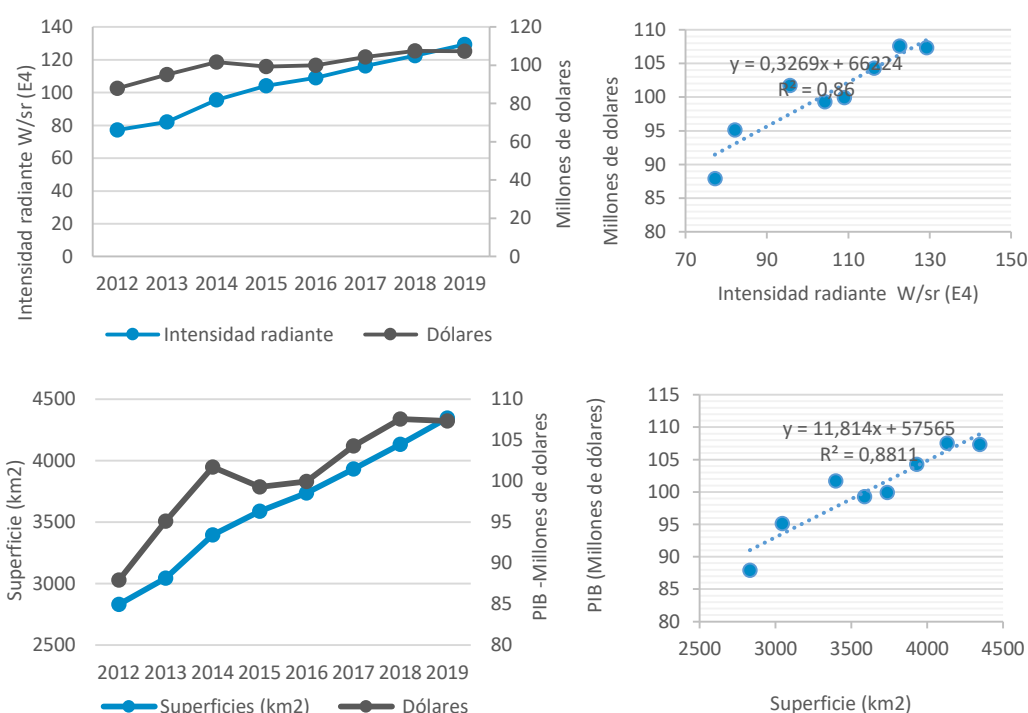 140
120
100
80
60
40
20
0
120
100
80
60
40
20
0
2012 2013 2014 2015 2016 2017 2018 2019
Intensidad radiante W/sr (E4)
Millones de dólares
Intensidad radiante
Dólares
110
105
100
95
90
85
80
70 90 110 130 150
y = 0,3269x + 66224
R² = 0,86
Millones de dolares
Intensidad radiante W/sr (E4)
4500
4000
3500
3000
2500
110
105
100
95
90
85
80
2012 2013 2014 2015 2016 2017 2018 2019
Superficie (km2)
PIB -Millones de dolares
Superficies (km2)
Dólares
115
110
105
100
95
90
85
80
2500 3000 3500 4000 4500
y = 11,814x + 57565
R² = 0,8811
PIB (Millones de dólares)
Superficie (km2)